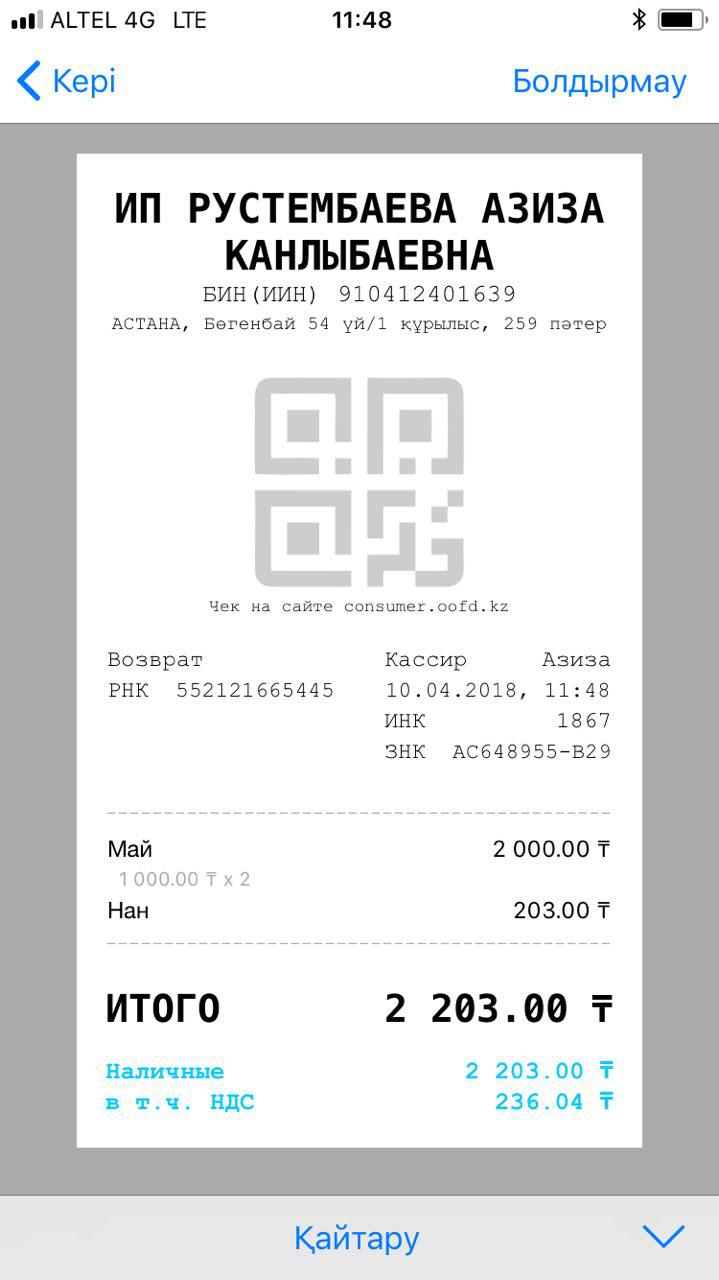 ALTEL 4G LTE 11:48
Кері Болдырмау
ИП РУСТЕМБАЕВА АЗИЗА
КАНЛЫБАЕВНА
БИН(ИИН) 910412401639
АСТАНА, Бөгенбай 54 үй/1 құрылыс, 259 пәтер
Чек на сайте consumer.oofd.kz
Возврат Кассир Азиза
РНК 552121665445 10.04.2018, 11:48
ИНК 1867
ЗНК AC648955-B29
Май 2 000.00 ₸
1 000.00 ₸ x 2
Нан 203.00 ₸
ИТОГО 2 203.00 ₸
Наличные 2 203.00 ₸
в т.ч. НДС 236.04 ₸
Қайтару